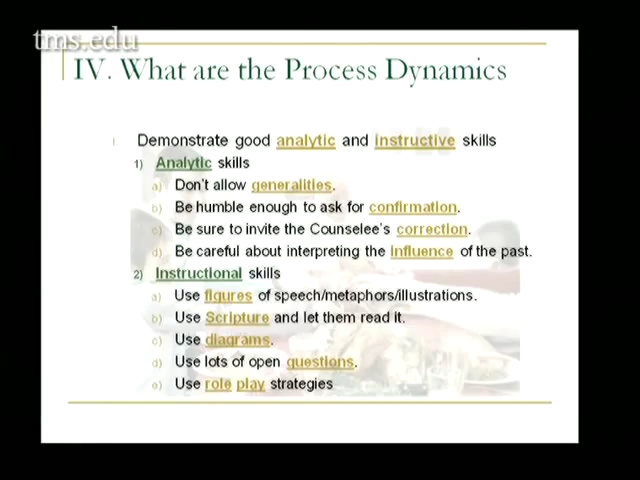 tms.edu
IV. What are the Process Dynamics
Demonstrate good analytic and instructive skills
1) Analytic skills
a) Don't allow generalities.
b) Be humble enough to ask for confirmation.
c) Be sure to invite the Counselee's correction.
d) Be careful about interpreting the influence of the past.
2) Instructional skills
a) Use figures of speech/metaphors/illustrations.
b) Use Scripture and let them read it.
c) Use diagrams.
d) Use lots of open questions.
e) Use role play strategies